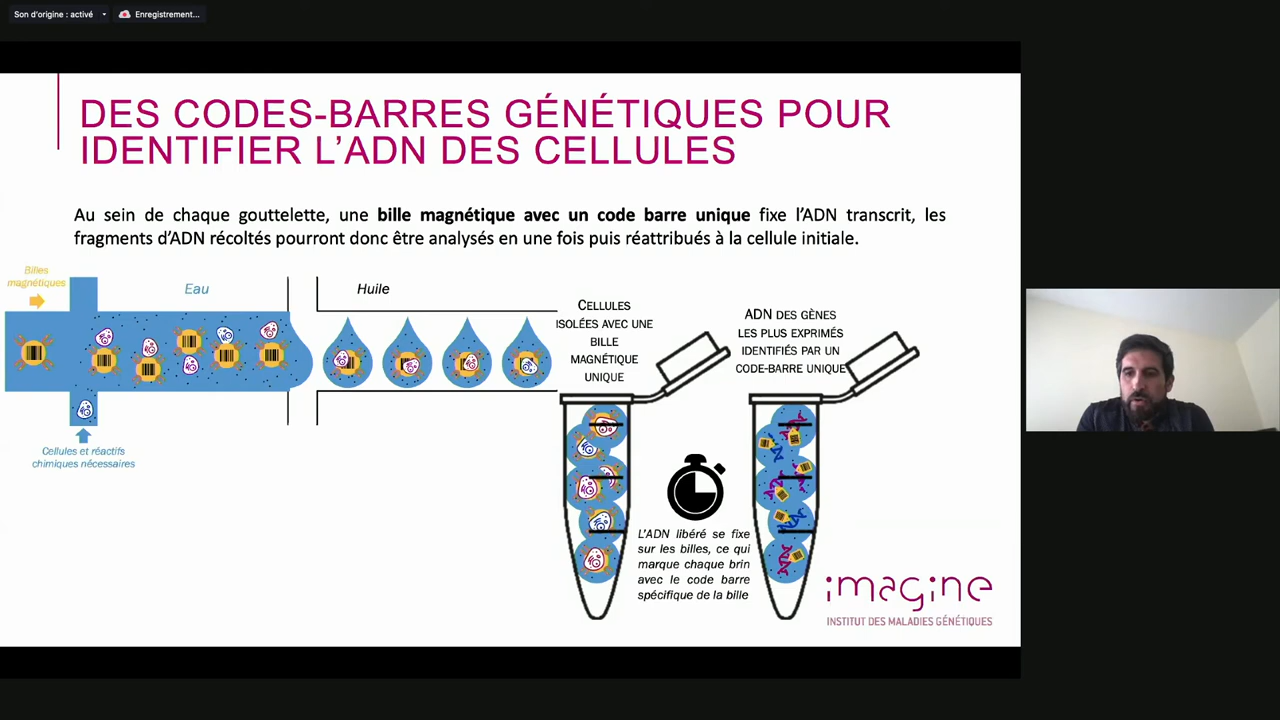 Son d'origine : activé
Enregistrement...
DES CODES-BARRES GÉNÉTIQUES POUR
IDENTIFIER L'ADN DES CELLULES
Au sein de chaque gouttelette, une bille magnétique avec un code barre unique fixe l'ADN transcrit, les
fragments d'ADN récoltés pourront donc être analysés en une fois puis réattribués à la cellule initiale.
Billes
magnétiques
Eau
Huile
Cellules et réactifs
chimiques nécessaires
CELLULES
ISOLÉES AVEC UNE
BILLE
MAGNÉTIQUE
UNIQUE
ADN DES GÈNES
LES PLUS EXPRIMÉS
IDENTIFIÉS PAR UN
CODE-BARRE UNIQUE
L'ADN libéré se fixe
sur les billes, ce qui
marque chaque brin
avec le code barre
spécifique de la bille
imagine
INSTITUT DES MALADIES GÉNÉTIQUES